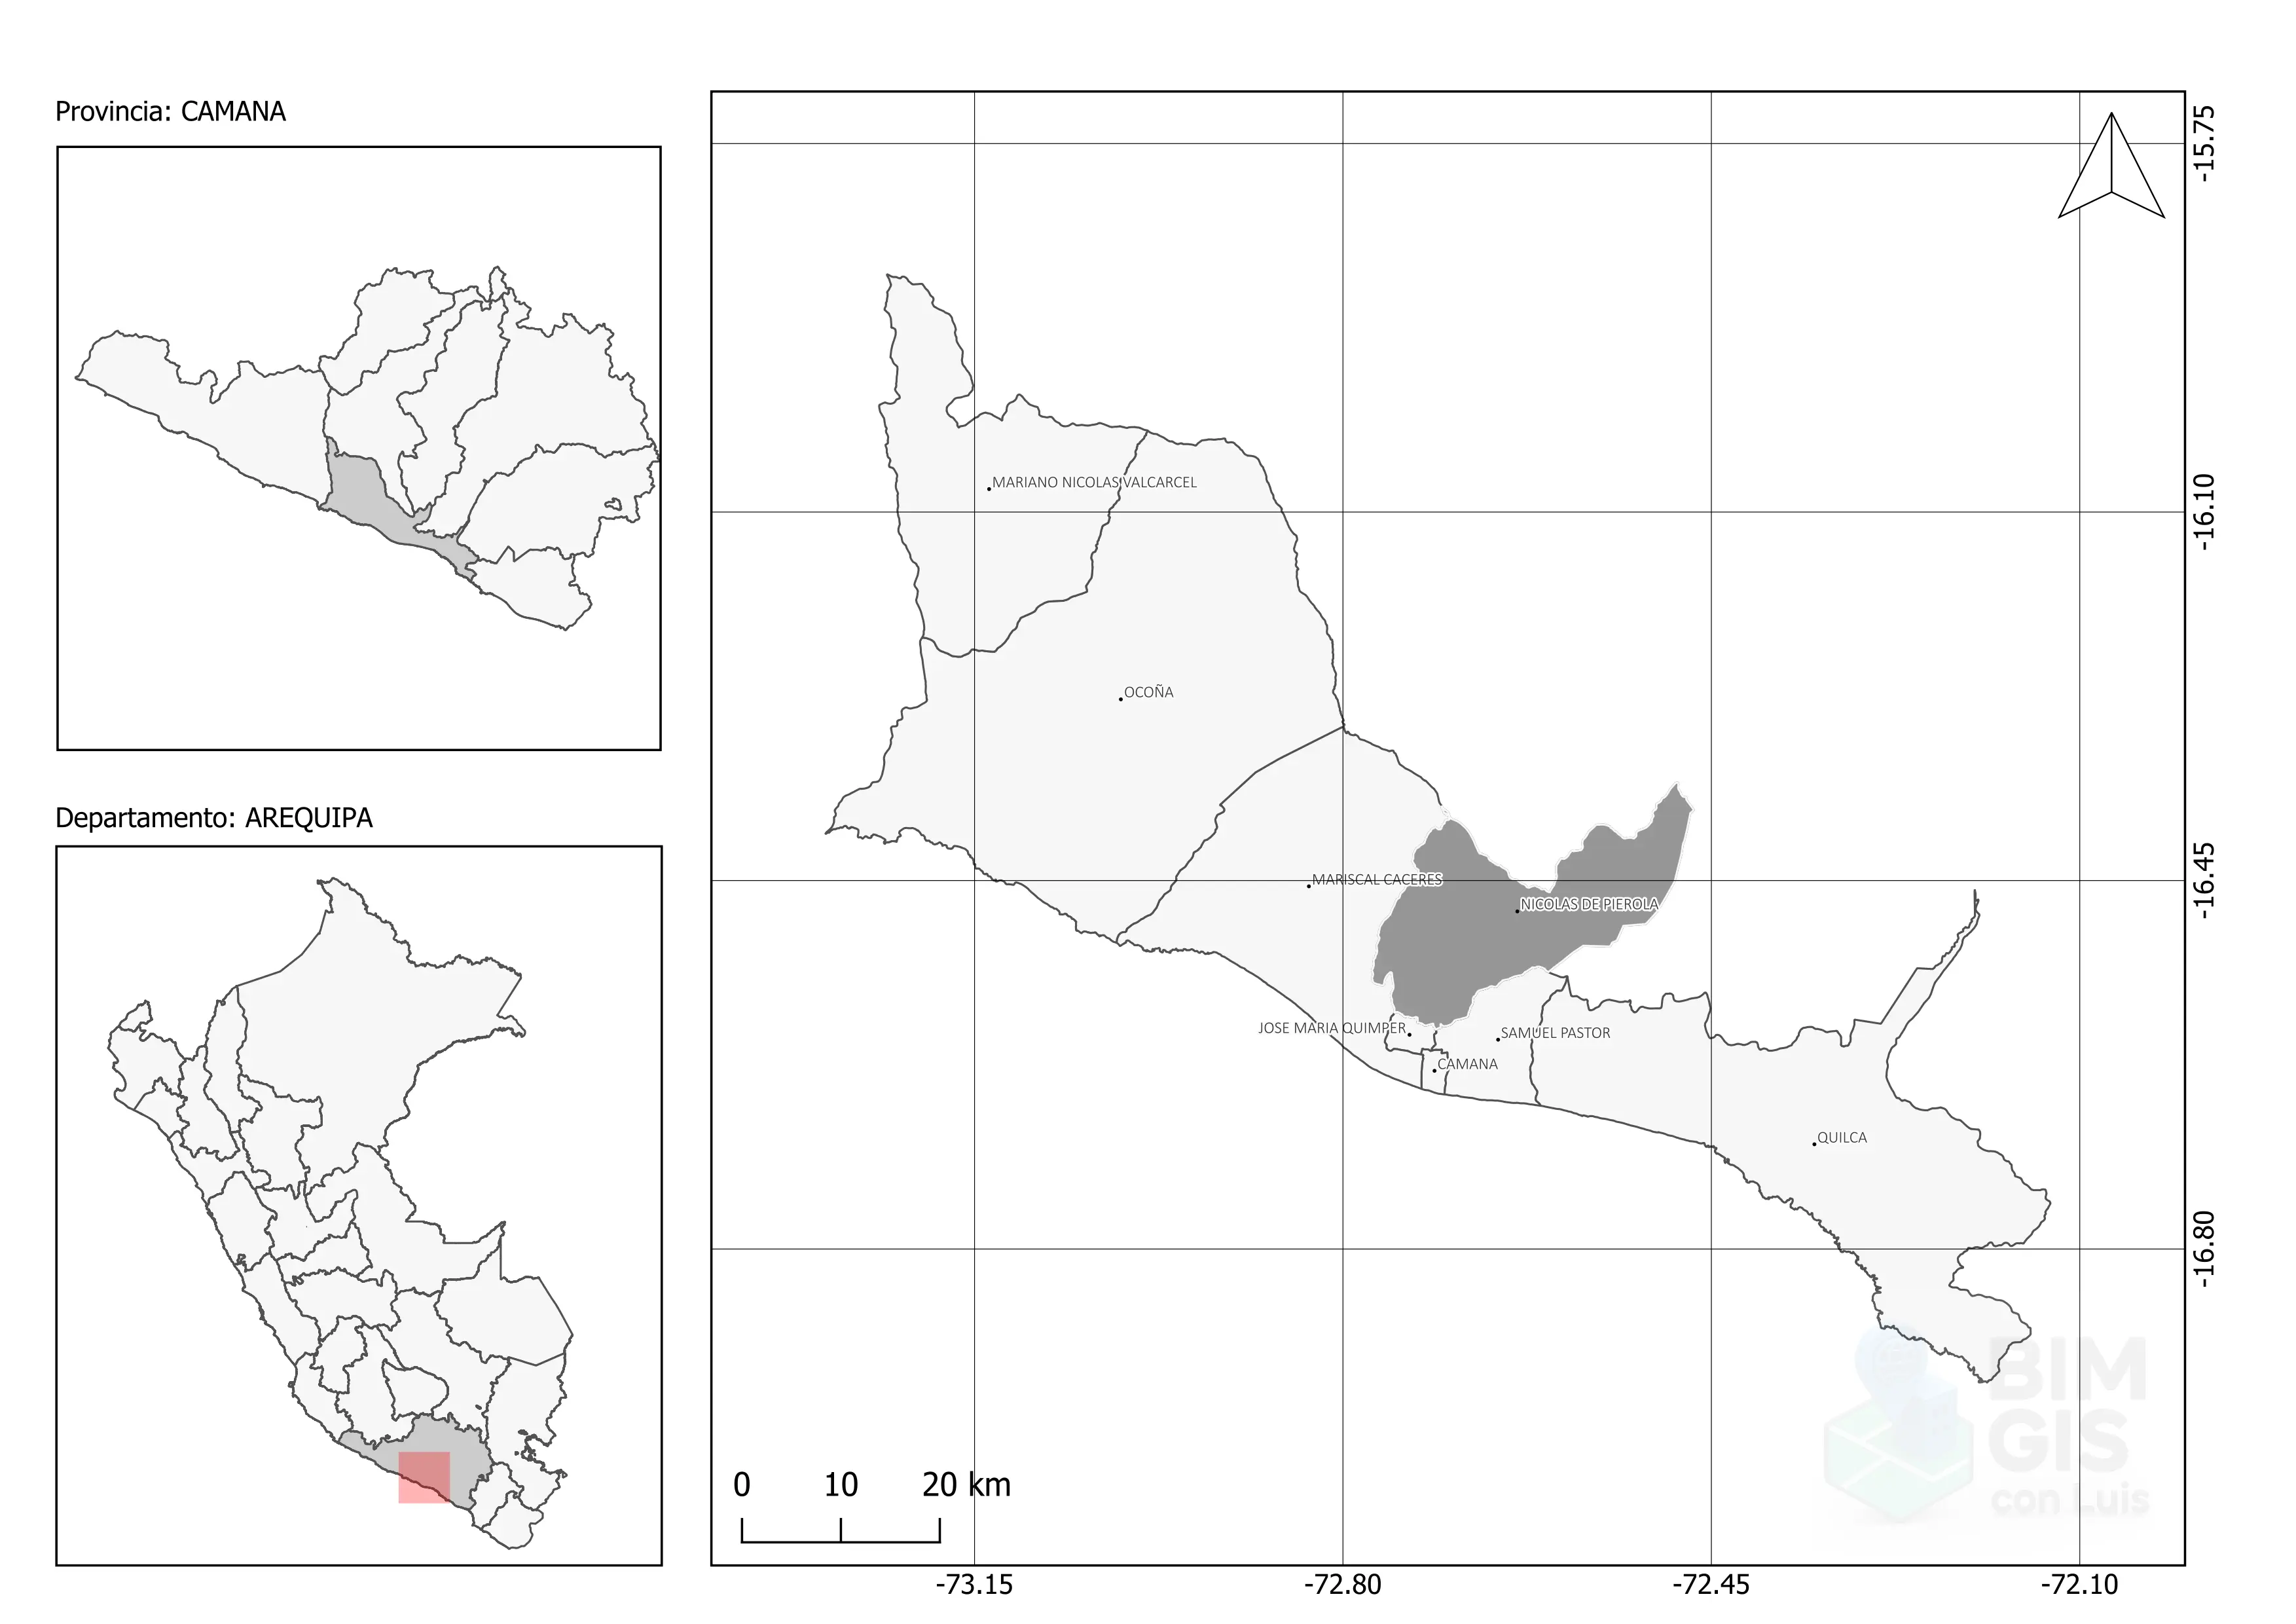 Provincia: CAMANA
Departamento: AREQUIPA
-15.75
-16.10
-16.45
-16.80
MARIANO NICOLAS VALCARCEL
OCOÑA
MARISCAL CACERES
NICOLAS DE PIEROLA
JOSE MARIA QUIMPER
SAMUEL PASTOR
CAMANA
QUILCA
BIM
GIS
con Luis
0 10 20 km
-73.15 -72.80 -72.45 -72.10